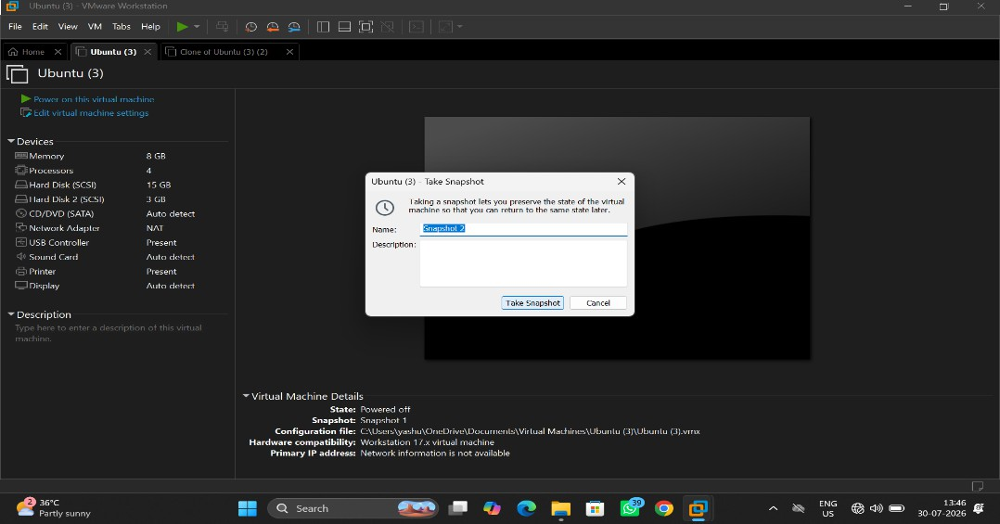 Ubuntu (3) - VMware Workstation
File Edit View VM Tabs Help
Home
Ubuntu (3)
Clone of Ubuntu (3) (2)
Ubuntu (3)
Power on this virtual machine
Edit virtual machine settings
Devices
Memory 8 GB
Processors 4
Hard Disk (SCSI) 15 GB
Hard Disk 2 (SCSI) 3 GB
CD/DVD (SATA) Auto detect
Network Adapter NAT
USB Controller Present
Sound Card Auto detect
Printer Present
Display Auto detect
Description
Type here to enter a description of this virtual
machine.
Ubuntu (3) - Take Snapshot
Taking a snapshot lets you preserve the state of the virtual
machine so that you can return to the same state later.
Name: Snapshot 2
Description:
Take Snapshot Cancel
Virtual Machine Details
State: Powered off
Snapshot: Snapshot 1
Configuration file: C:\Users\yashu\OneDrive\Documents\Virtual Machines\Ubuntu (3)\Ubuntu (3).vmx
Hardware compatibility: Workstation 17.x virtual machine
Primary IP address: Network information is not available
2
36°C
Partly sunny
Search
39
ENG
US
13:46
30-07-2026